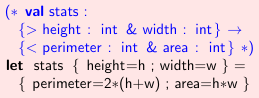 (* val stats :
{> height : int & width : int} →
{< perimeter : int & area : int} *)
let stats { height=h ; width=w } =
{ perimeter=2*(h+w) ; area=h*w }